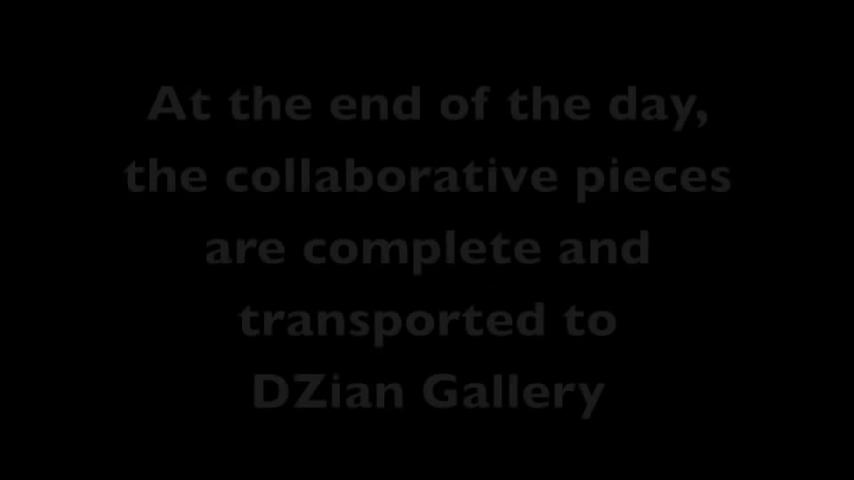 At the end of the day,
the collaborative pieces
are complete and
transported to
DZian Gallery